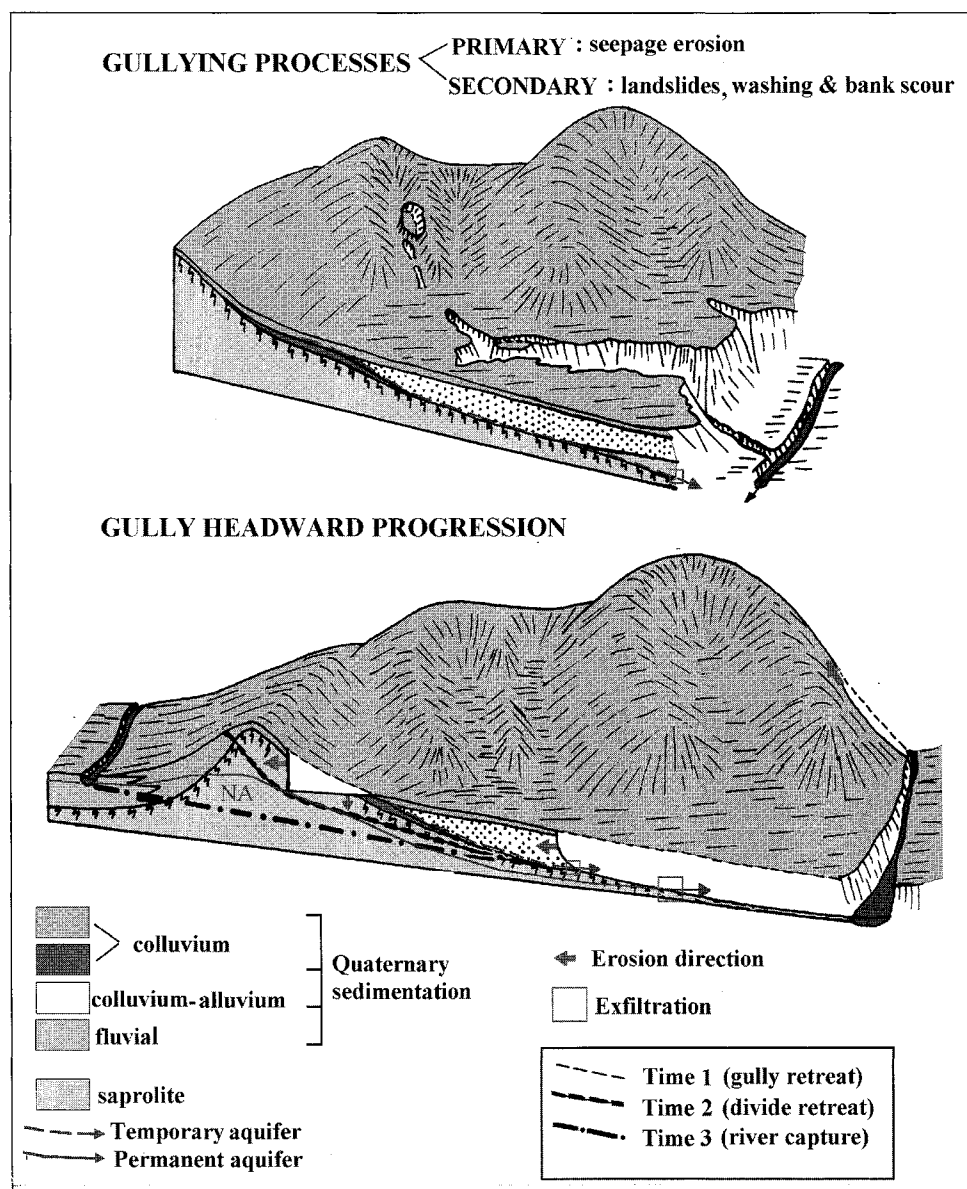 PRIMARY : seepage erosion
GULLYING PROCESSES
SECONDARY : landslides, washing & bank scour
GULLY HEADWARD PROGRESSION
NA
colluvium
colluvium-alluvium
fluvial
Quaternary
sedimentation
saprolite
Temporary aquifer
Permanent aquifer
Erosion direction
Exfiltration
Time 1 (gully retreat)
Time 2 (divide retreat)
Time 3 (river capture)